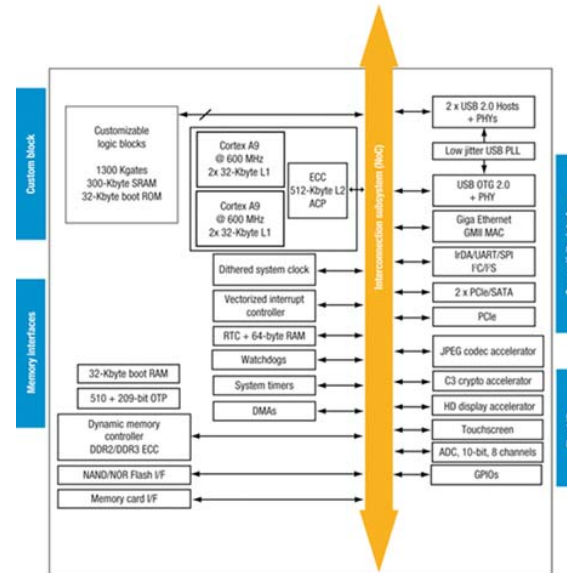 Custom block
Memory interfaces
Customizable
logic blocks
1300 Kgates
300-Kbyte SRAM
32-Kbyte boot ROM
Cortex A9
@ 600 MHz
2x 32-Kbyte L1
Cortex A9
@ 600 MHz
2x 32-Kbyte L1
ECC
512-Kbyte L2
ACP
Dithered system clock
Vectorized interrupt
controller
RTC + 64-byte RAM
Watchdogs
System timers
DMAs
32-Kbyte boot RAM
510 + 209-bit OTP
Dynamic memory
controller
DDR2/DDR3 ECC
NAND/NOR Flash I/F
Memory card I/F
Interconnection subsystem (NoC)
2 x USB 2.0 Hosts
+ PHYs
Low jitter USB PLL
USB OTG 2.0
+ PHY
Giga Ethernet
GMII MAC
IrDA/UART/SPI
I²C/I²S
2 x PCIe/SATA
PCIe
JPEG codec accelerator
C3 crypto accelerator
HD display accelerator
Touchscreen
ADC, 10-bit, 8 channels
GPIOs